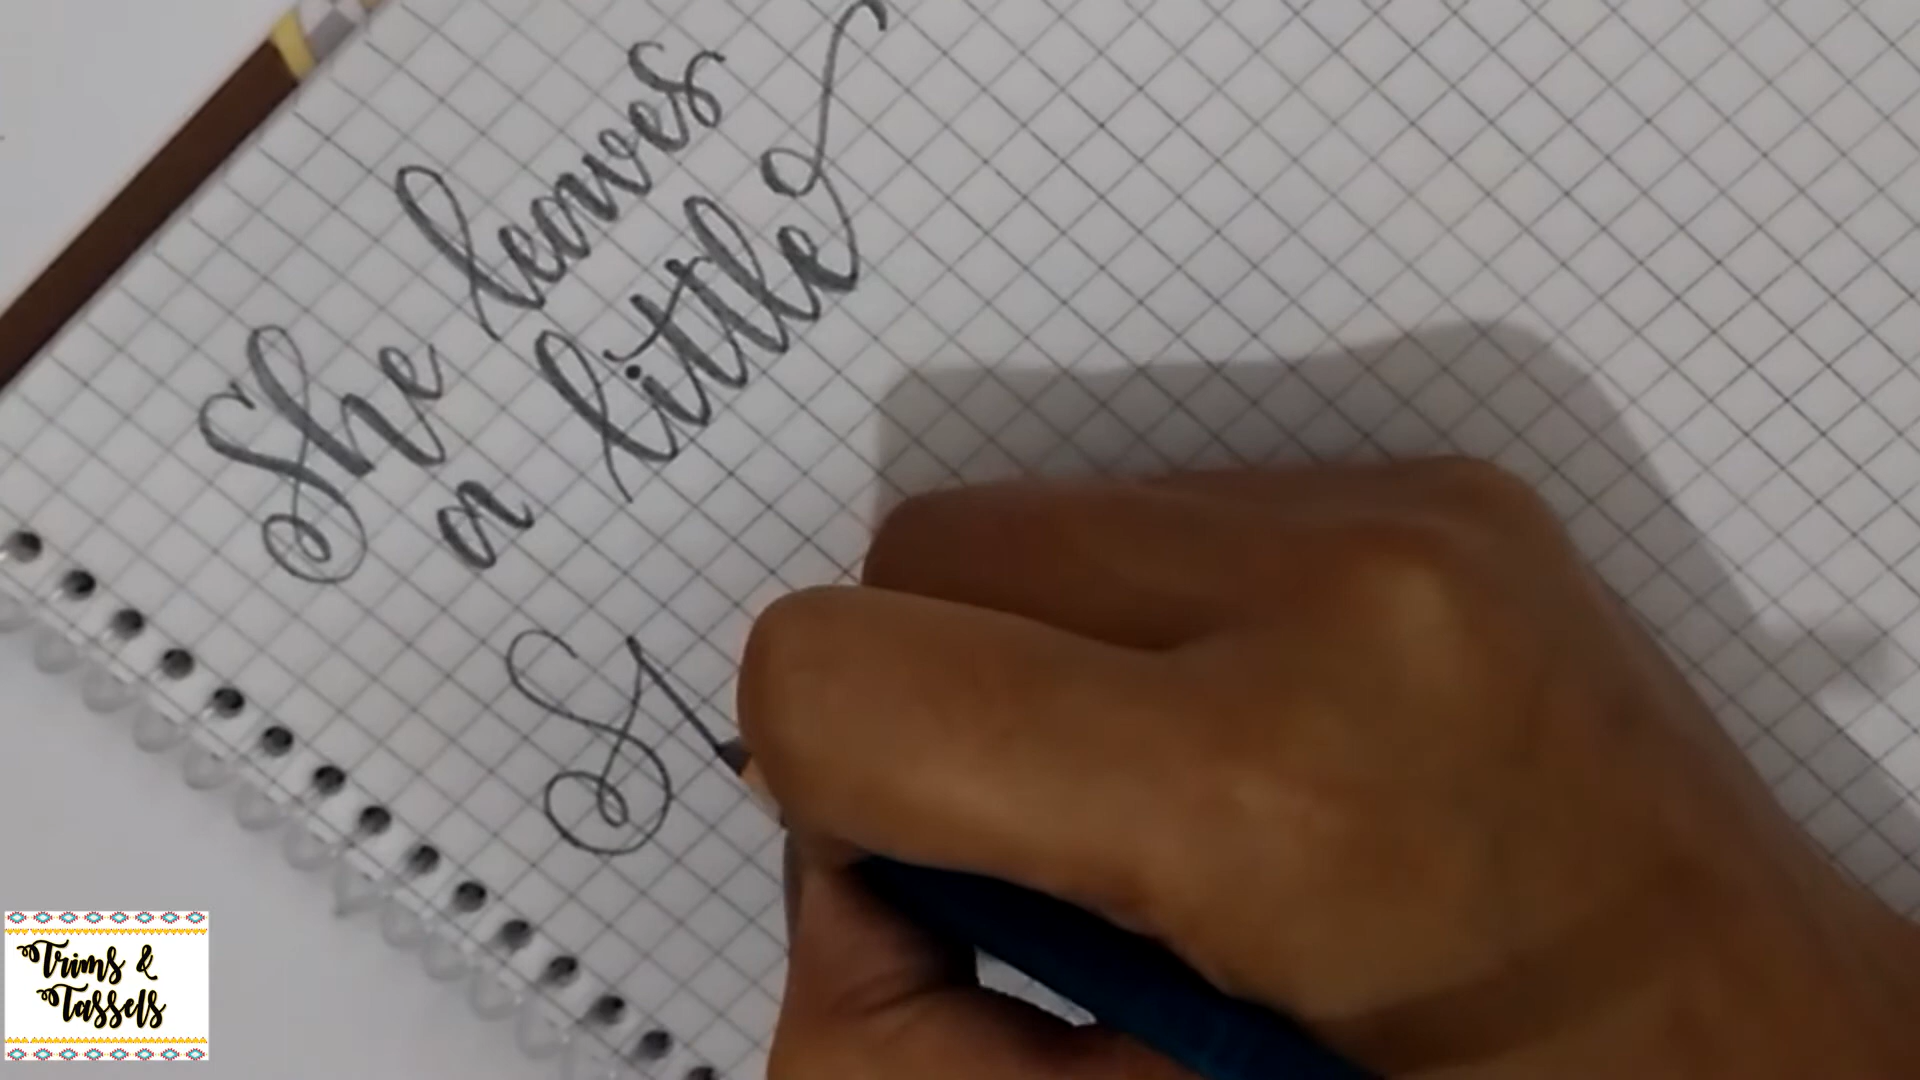 She leaves
a little
S
Trims &
Tassels